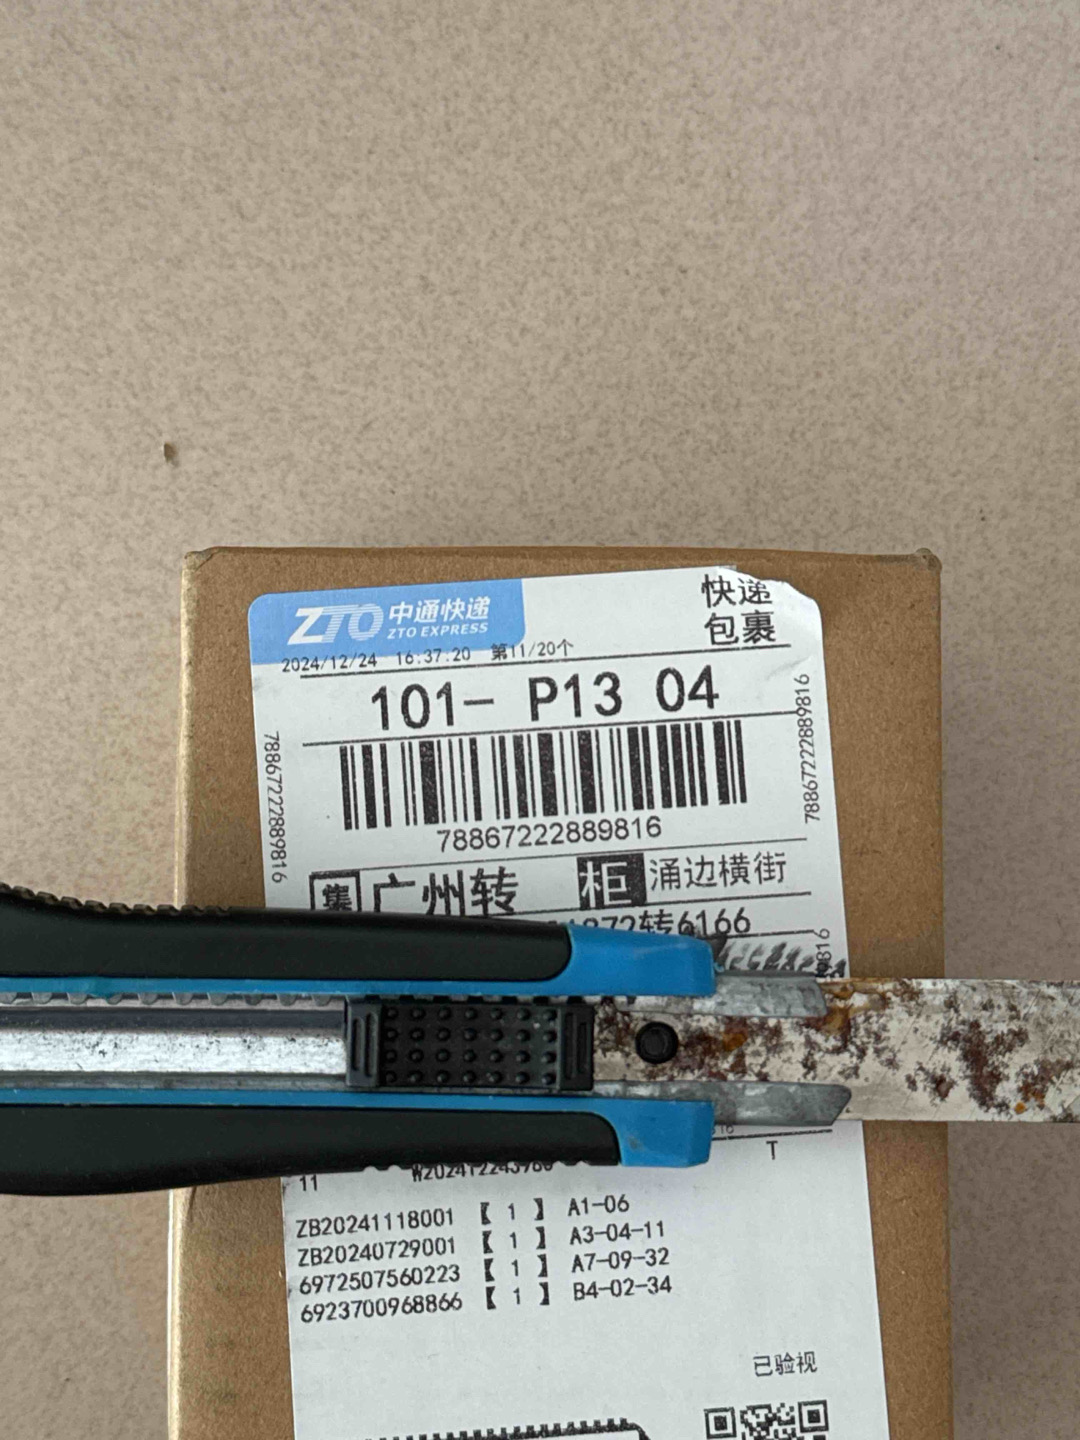 ZTO 中通快递
ZTO EXPRESS
快递
包裹
2024/12/24 16:37:20 第11/20个
101- P13 04
78867222889816
78867222889816
78867222889816
集 广州转 柜 涌边横街
转6166
816
T
11
ZB20241118001 【 1 】 A1-06
ZB20240729001 【 1 】 A3-04-11
6972507560223 【 1 】 A7-09-32
6923700968866 【 1 】 B4-02-34
已验视